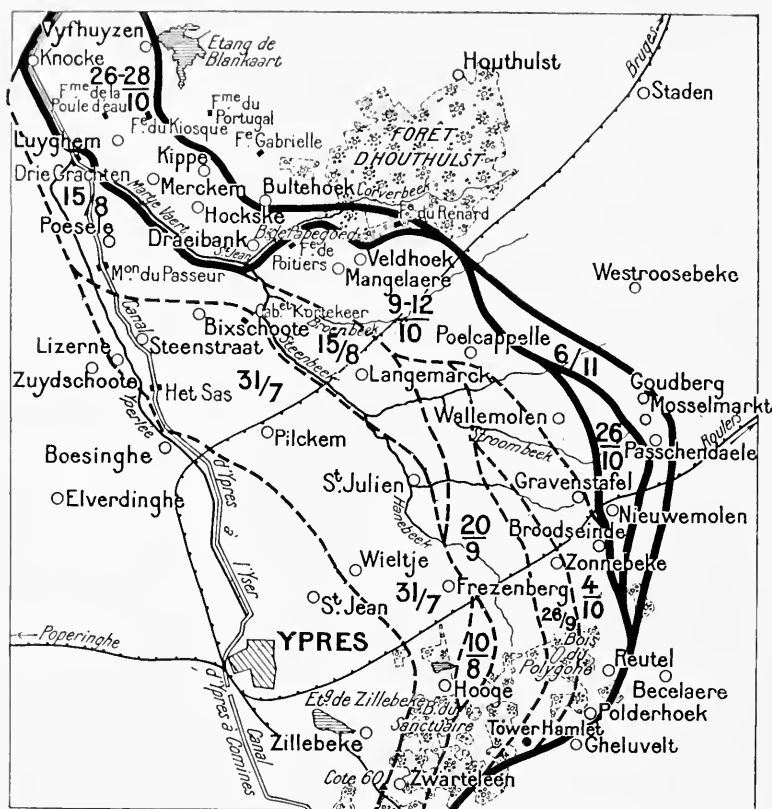 Vyfhuyzen
Knocke
Etang de
Blankaart
Houthulst
Bruges
Staden
26-28
10
Fme de la
Poule d'eau
Fme du
Portugal
Fe du Kiosque
Fe Gabrielle
FORÊT
D'HOUTHULST
Luyghem
Kippe
Drie Grachten
Merckem
Bultehoek
Corverbeek
15/8
Martje Vaert
Hockske
Fe du Renard
Poesele
Draeibank
St Jean
B. de Papegoed
Fe de
Poitiers
Veldhoek
Mangelaere
Mon du Passeur
Westroosebeke
9-12
10
Cabet Kortekeer
Broenbeek
Bixschoote
Canal
Steenstraat
Lizerne
15/8
Steenbeek
Poelcappelle
6/11
Zuydschoote
Het Sas
31/7
Langemarck
Goudberg
Mosselmarkt
Yperlee
Pilckem
Wallemolen
Stroombeek
26
10
Passchendaele
Roulers
Boesinghe
St Julien
Gravenstafel
Elverdinghe
d'Ypres à
l'Yser
Hanebeek
20
9
Nieuwemolen
Broodseinde
Wieltje
Zonnebeke
31/7
Frezenberg
4
10
St Jean
26/9
Poperinghe
YPRES
10
8
Bois
du
Polygone
Reutel
Becelaere
Hooge
Etg de Zillebeke
B. du
Sanctuaire
Polderhoek
Tower Hamlet
Gheluvelt
Zillebeke
Canal
d'Ypres à Comines
Cote 60
Zwarteleen